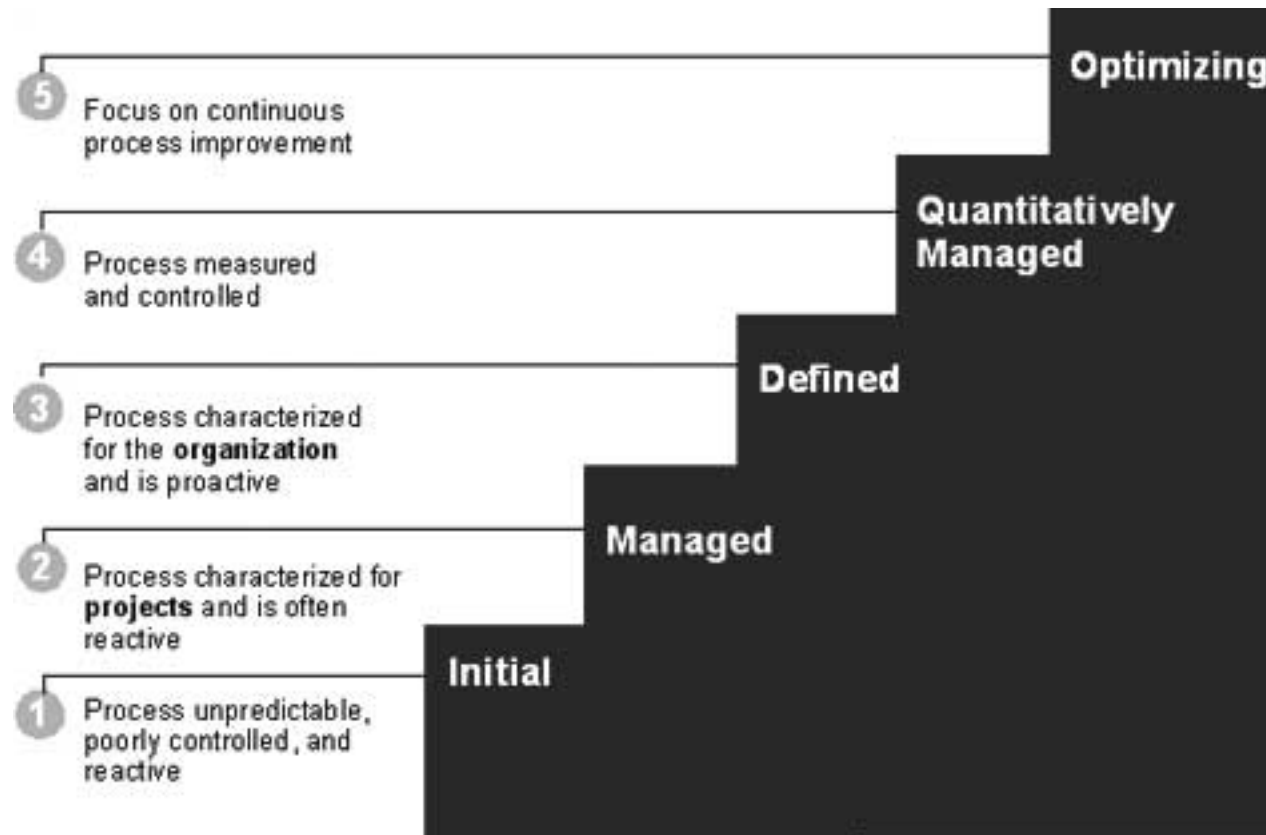 Optimizing
5
Focus on continuous
process improvement
Quantitatively
Managed
4
Process measured
and controlled
Defined
3
Process characterized
for the organization
and is proactive
Managed
2
Process characterized for
projects and is often
reactive
Initial
1
Process unpredictable,
poorly controlled, and
reactive